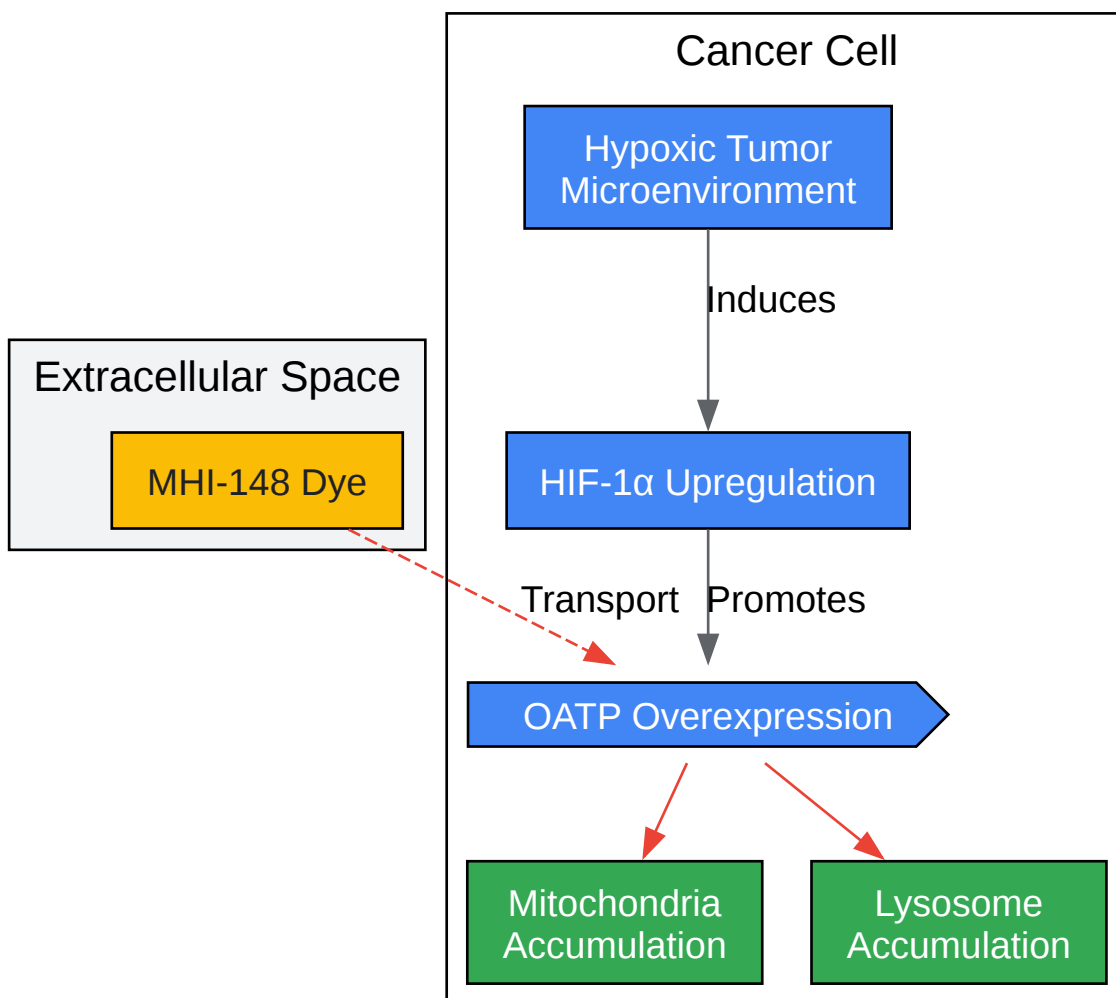 Cancer Cell
Hypoxic Tumor
Microenvironment
Induces
Extracellular Space
MHI-148 Dye
HIF-1α Upregulation
Transport
Promotes
OATP Overexpression
Mitochondria
Accumulation
Lysosome
Accumulation